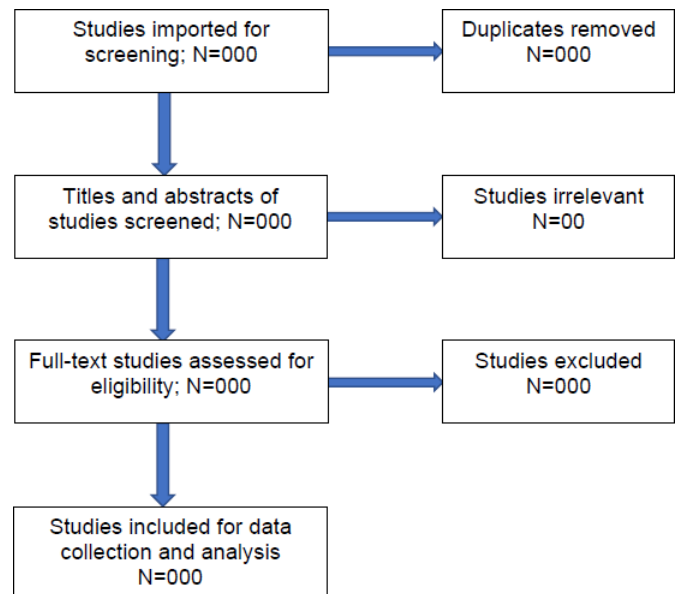 Studies imported for
screening; N=000
Duplicates removed
N=000
Titles and abstracts of
studies screened; N=000
Studies irrelevant
N=00
Full-text studies assessed for
eligibility; N=000
Studies excluded
N=000
Studies included for data
collection and analysis
N=000